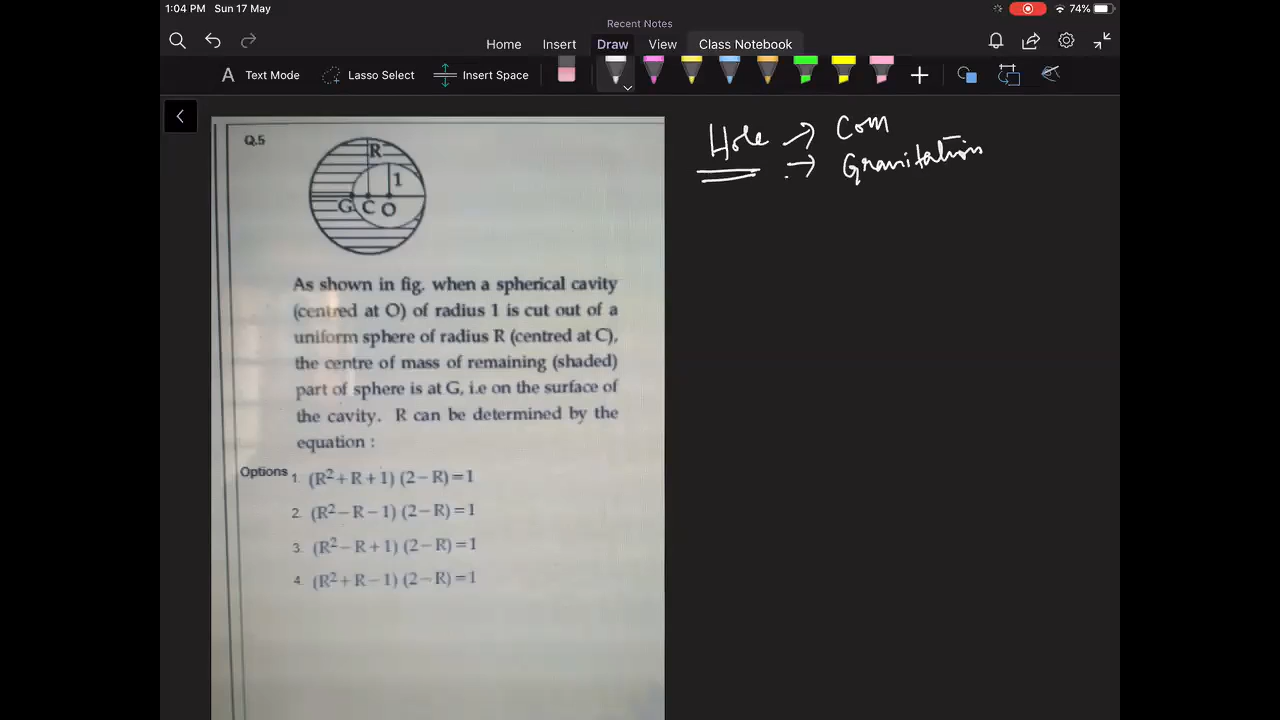 1:04 PM Sun 17 May
74%
Recent Notes
Home Insert Draw View Class Notebook
A Text Mode Lasso Select Insert Space
Q.5
R
1
G C O
As shown in fig. when a spherical cavity
(centred at O) of radius 1 is cut out of a
uniform sphere of radius R (centred at C),
the centre of mass of remaining (shaded)
part of sphere is at G, i.e on the surface of
the cavity. R can be determined by the
equation :
Options 1. (R²+R+1) (2−R)=1
2. (R²−R−1) (2−R)=1
3. (R²−R+1) (2−R)=1
4. (R²+R−1) (2−R)=1
Hole → Com
→ Gravitation